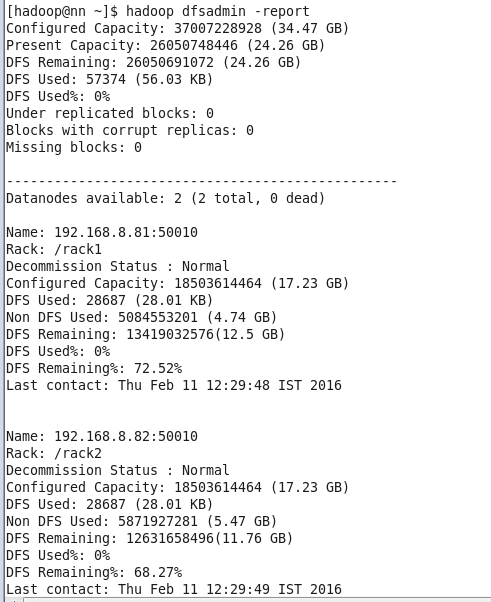 [hadoop@nn ~]$ hadoop dfsadmin -report
Configured Capacity: 37007228928 (34.47 GB)
Present Capacity: 26050748446 (24.26 GB)
DFS Remaining: 26050691072 (24.26 GB)
DFS Used: 57374 (56.03 KB)
DFS Used%: 0%
Under replicated blocks: 0
Blocks with corrupt replicas: 0
Missing blocks: 0
-------------------------------------------------
Datanodes available: 2 (2 total, 0 dead)
Name: 192.168.8.81:50010
Rack: /rack1
Decommission Status : Normal
Configured Capacity: 18503614464 (17.23 GB)
DFS Used: 28687 (28.01 KB)
Non DFS Used: 5084553201 (4.74 GB)
DFS Remaining: 13419032576(12.5 GB)
DFS Used%: 0%
DFS Remaining%: 72.52%
Last contact: Thu Feb 11 12:29:48 IST 2016
Name: 192.168.8.82:50010
Rack: /rack2
Decommission Status : Normal
Configured Capacity: 18503614464 (17.23 GB)
DFS Used: 28687 (28.01 KB)
Non DFS Used: 5871927281 (5.47 GB)
DFS Remaining: 12631658496(11.76 GB)
DFS Used%: 0%
DFS Remaining%: 68.27%
Last contact: Thu Feb 11 12:29:49 IST 2016